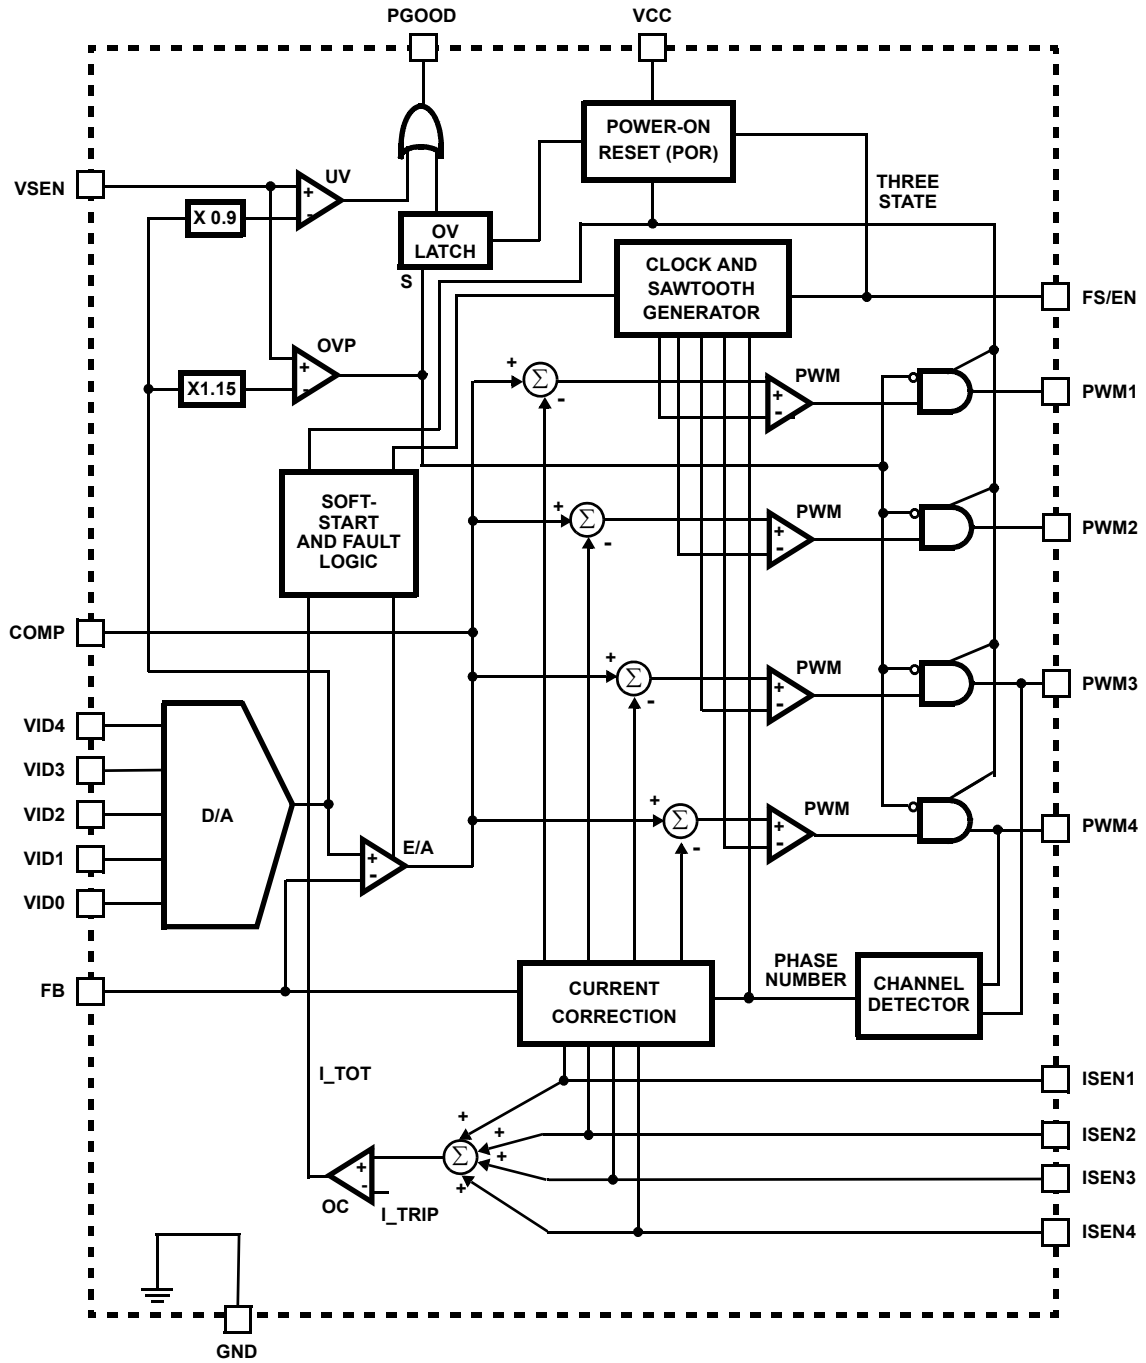 PGOOD
VCC
POWER-ON
RESET (POR)
VSEN
UV
+
-
X 0.9
THREE
STATE
OV
LATCH
S
CLOCK AND
SAWTOOTH
GENERATOR
FS/EN
OVP
+
-
X1.15
+
Σ
-
PWM
+
-
PWM1
SOFT-
START
AND FAULT
LOGIC
+
Σ
-
PWM
+
-
PWM2
COMP
+
Σ
-
PWM
+
-
PWM3
VID4
VID3
VID2
VID1
VID0
D/A
+
Σ
-
PWM
+
-
PWM4
E/A
+
-
FB
CURRENT
CORRECTION
PHASE
NUMBER
CHANNEL
DETECTOR
I_TOT
ISEN1
+
+
+
+
Σ
ISEN2
ISEN3
OC
+
-
I_TRIP
ISEN4
GND